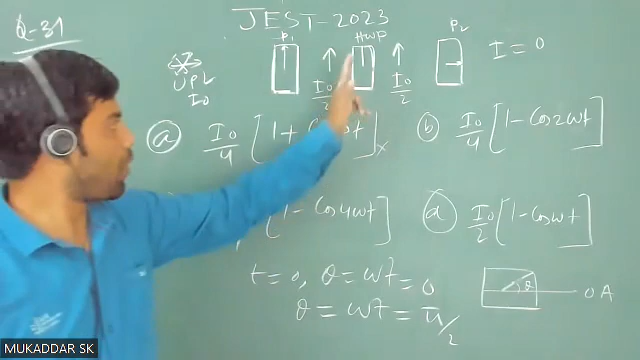 Q-31
JEST-2023
P1 HWP P2
UPL I0
I0/2 I0/2 I = 0
(a) I0/4 [1 + t]x
(b) I0/4 [1 - Cos2ωt]
[1 - Cos4ωt]
(d) I0/2 [1 - Cosωt]
t=0, θ = ωt = 0
θ = ωt = π/2
θ OA
MUKADDAR SK